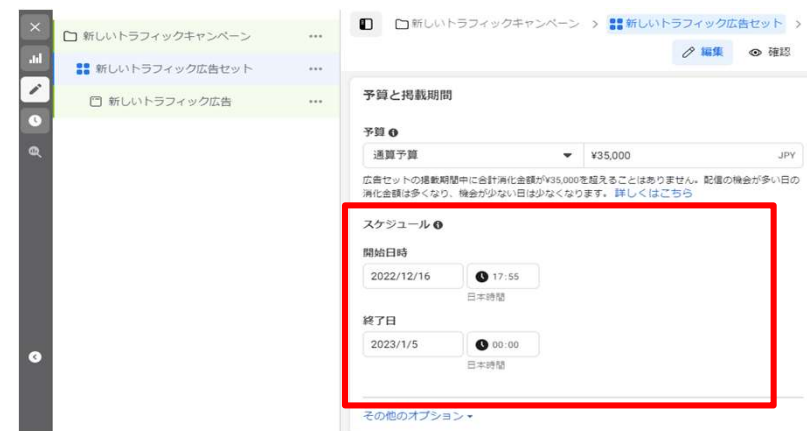 新しいトラフィックキャンペーン
新しいトラフィック広告セット
新しいトラフィック広告
新しいトラフィックキャンペーン > 新しいトラフィック広告セット >
編集 確認
予算と掲載期間
予算
通算予算 ¥35,000 JPY
広告セットの掲載期間中に合計消化金額が¥35,000を超えることはありません。配信の機会が多い日の
消化金額は多くなり、機会が少ない日は少なくなります。詳しくはこちら
スケジュール
開始日時
2022/12/16 17:55
日本時間
終了日
2023/1/5 00:00
日本時間
その他のオプション